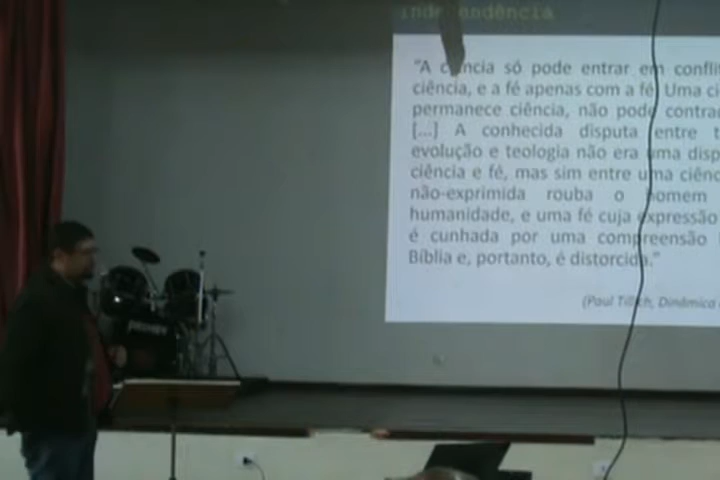 independência
"A ciência só pode entrar em conflit
ciência, e a fé apenas com a fé. Uma ci
permanece ciência, não pode contrad
[...] A conhecida disputa entre t
evolução e teologia não era uma disp
ciência e fé, mas sim entre uma ciênc
não-exprimida rouba o homem
humanidade, e uma fé cuja expressão
é cunhada por uma compreensão
Bíblia e, portanto, é distorcida."
(Paul Tillich, Dinâmica